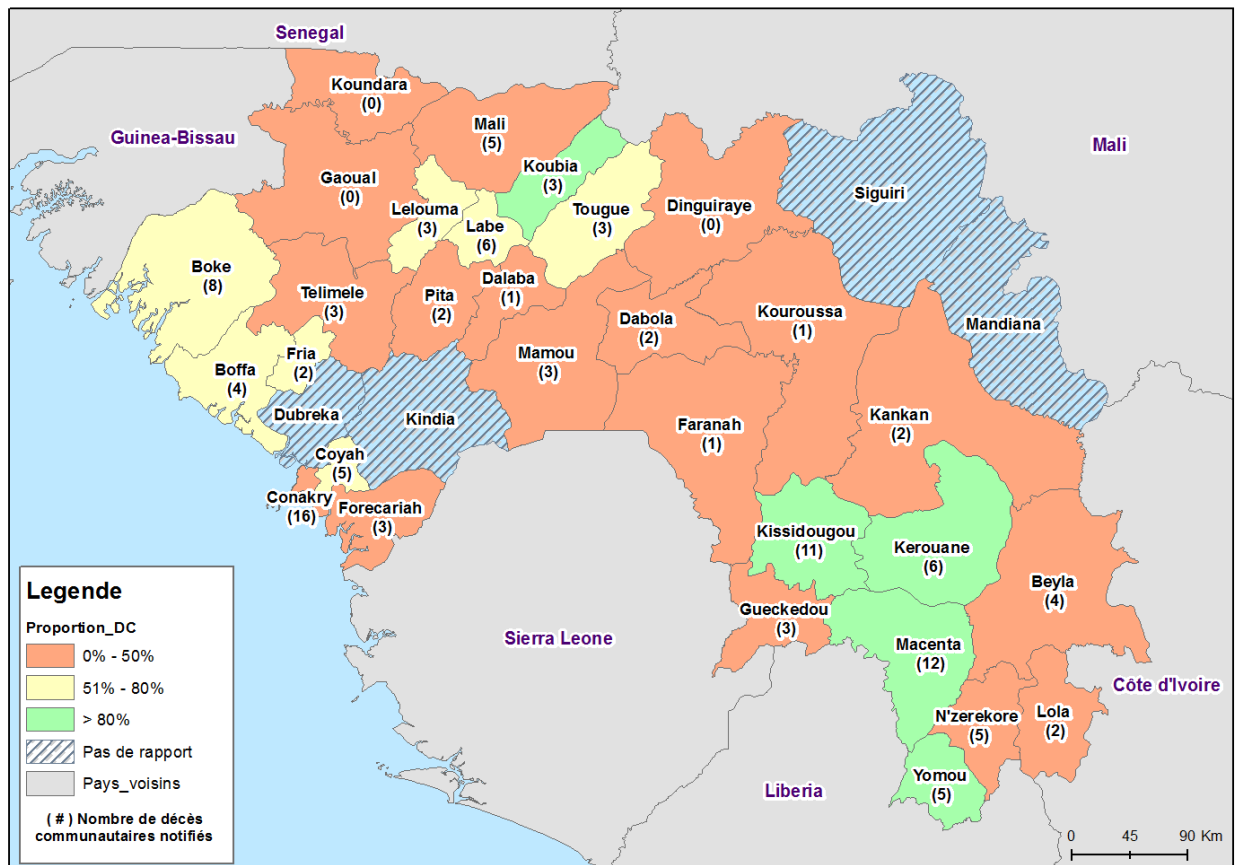 Senegal
Koundara
(0)
Guinea-Bissau
Mali
(5)
Mali
Koubia
(3)
Gaoual
(0)
Siguiri
Lelouma
(3)
Labe
(6)
Tougue
(3)
Dinguiraye
(0)
Boke
(8)
Telimele
(3)
Pita
(2)
Dalaba
(1)
Dabola
(2)
Kouroussa
(1)
Mandiana
Fria
(2)
Boffa
(4)
Mamou
(3)
Dubreka
Kindia
Faranah
(1)
Kankan
(2)
Coyah
(5)
Conakry
(16)
Forecariah
(3)
Kissidougou
(11)
Kerouane
(6)
Beyla
(4)
Gueckedou
(3)
Macenta
(12)
Sierra Leone
Côte d'Ivoire
N'zerekore
(5)
Lola
(2)
Yomou
(5)
Liberia
Legende
Proportion_DC
0% - 50%
51% - 80%
> 80%
Pas de rapport
Pays_voisins
( # ) Nombre de décès
communautaires notifiés
0 45 90 Km